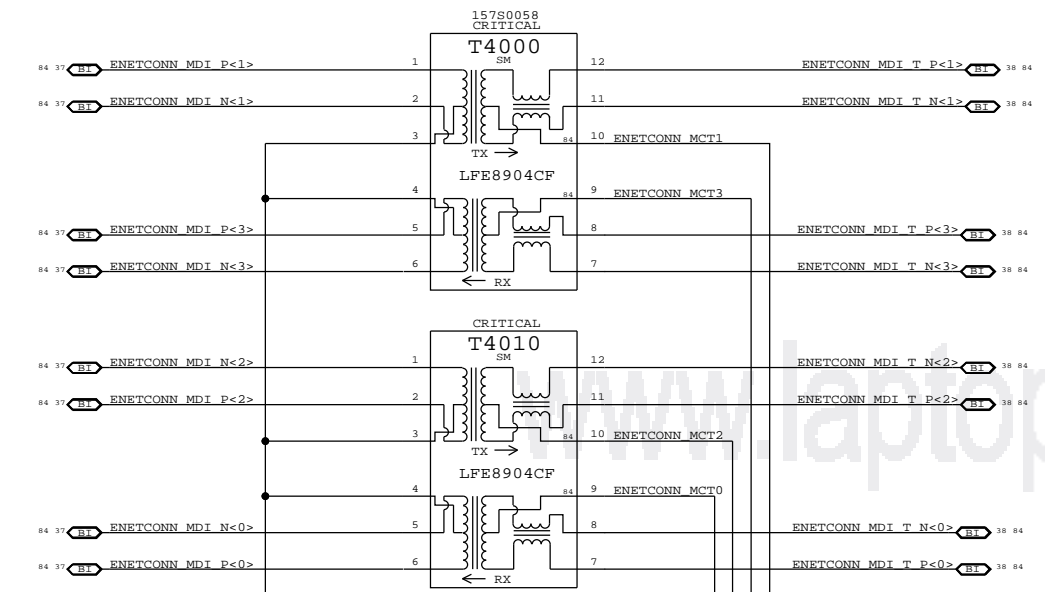 157S0058
CRITICAL
T4000
SM
84 37 BI ENETCONN_MDI_P<1> 1 12 ENETCONN_MDI_T_P<1> BI 38 84
84 37 BI ENETCONN_MDI_N<1> 2 11 ENETCONN_MDI_T_N<1> BI 38 84
3 84 10 ENETCONN_MCT1
TX
LFE8904CF
4 84 9 ENETCONN_MCT3
84 37 BI ENETCONN_MDI_P<3> 5 8 ENETCONN_MDI_T_P<3> BI 38 84
84 37 BI ENETCONN_MDI_N<3> 6 7 ENETCONN_MDI_T_N<3> BI 38 84
RX
CRITICAL
T4010
SM
84 37 BI ENETCONN_MDI_N<2> 1 12 ENETCONN_MDI_T_N<2> BI 38 84
84 37 BI ENETCONN_MDI_P<2> 2 11 ENETCONN_MDI_T_P<2> BI 38 84
3 84 10 ENETCONN_MCT2
TX
LFE8904CF
4 84 9 ENETCONN_MCT0
84 37 BI ENETCONN_MDI_N<0> 5 8 ENETCONN_MDI_T_N<0> BI 38 84
84 37 BI ENETCONN_MDI_P<0> 6 7 ENETCONN_MDI_T_P<0> BI 38 84
RX
www.laptop